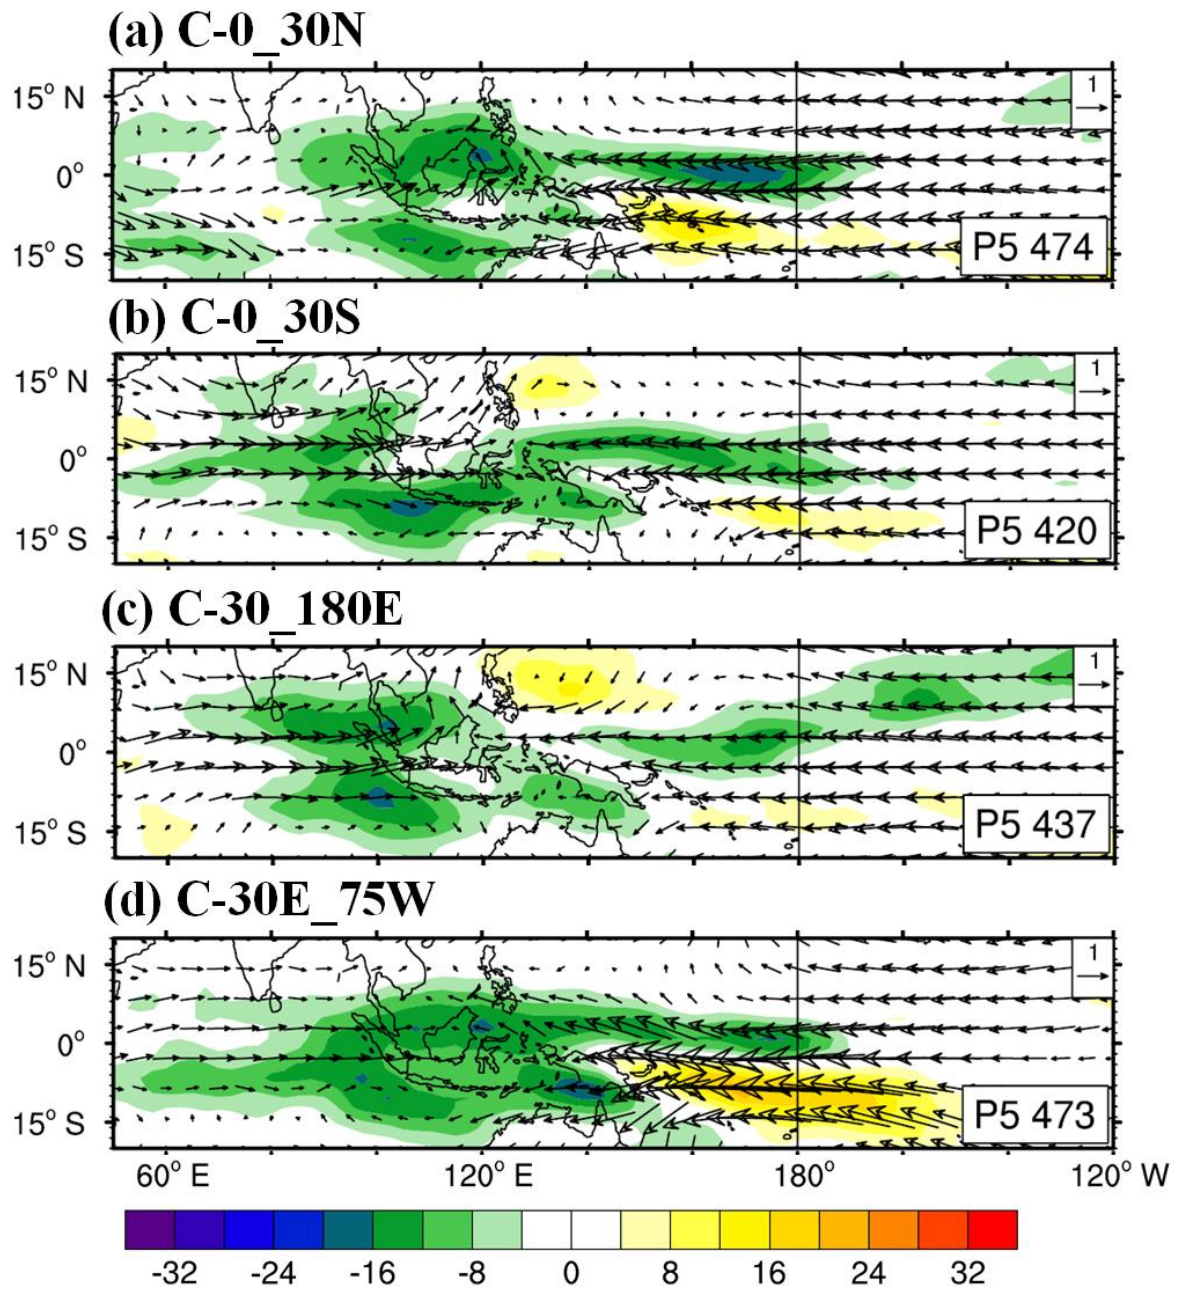 (a) C-0_30N
15° N
0°
15° S
1
P5 474
(b) C-0_30S
15° N
0°
15° S
1
P5 420
(c) C-30_180E
15° N
0°
15° S
1
P5 437
(d) C-30E_75W
15° N
0°
15° S
1
P5 473
60° E 120° E 180° 120° W
-32 -24 -16 -8 0 8 16 24 32